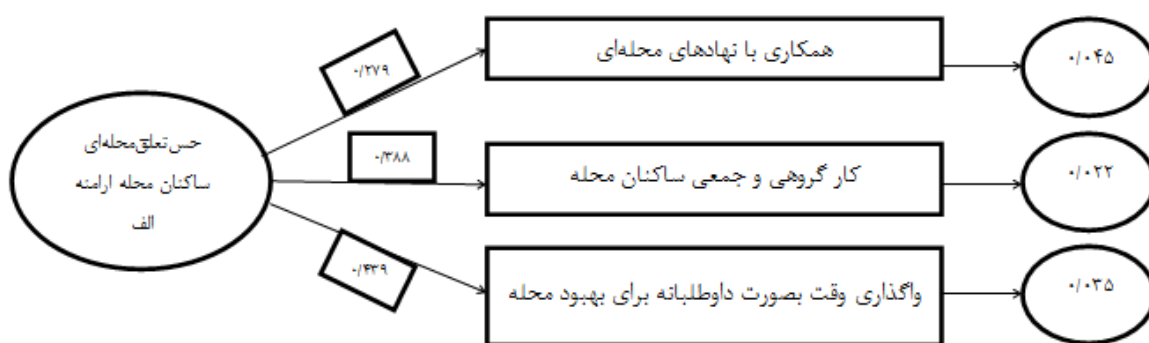 حس‌تعلق‌محله‌ای
ساکنان محله ارامنه
الف
۰/۲۷۹
همکاری با نهادهای محله‌ای
۰/۰۴۵
۰/۳۸۸
کار گروهی و جمعی ساکنان محله
۰/۰۲۲
۰/۴۳۹
واگذاری وقت بصورت داوطلبانه برای بهبود محله
۰/۰۳۵